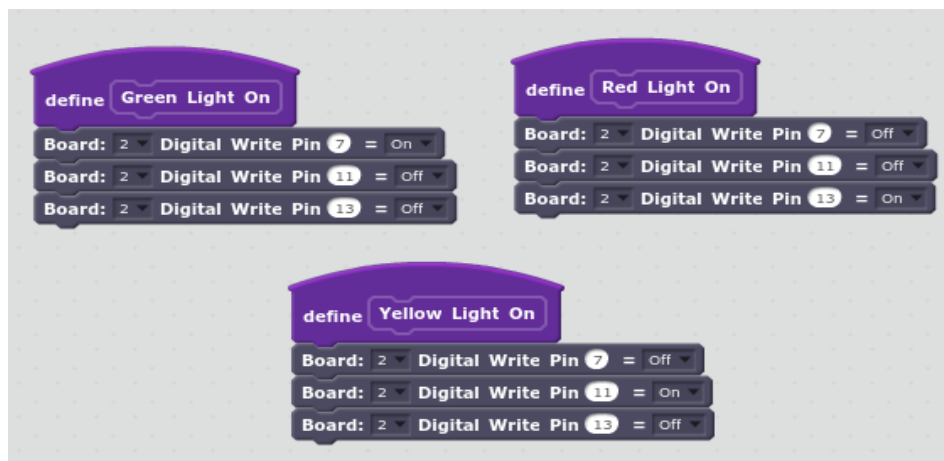 define Green Light On
Board: 2 Digital Write Pin 7 = On
Board: 2 Digital Write Pin 11 = Off
Board: 2 Digital Write Pin 13 = Off
define Red Light On
Board: 2 Digital Write Pin 7 = Off
Board: 2 Digital Write Pin 11 = Off
Board: 2 Digital Write Pin 13 = On
define Yellow Light On
Board: 2 Digital Write Pin 7 = Off
Board: 2 Digital Write Pin 11 = On
Board: 2 Digital Write Pin 13 = Off